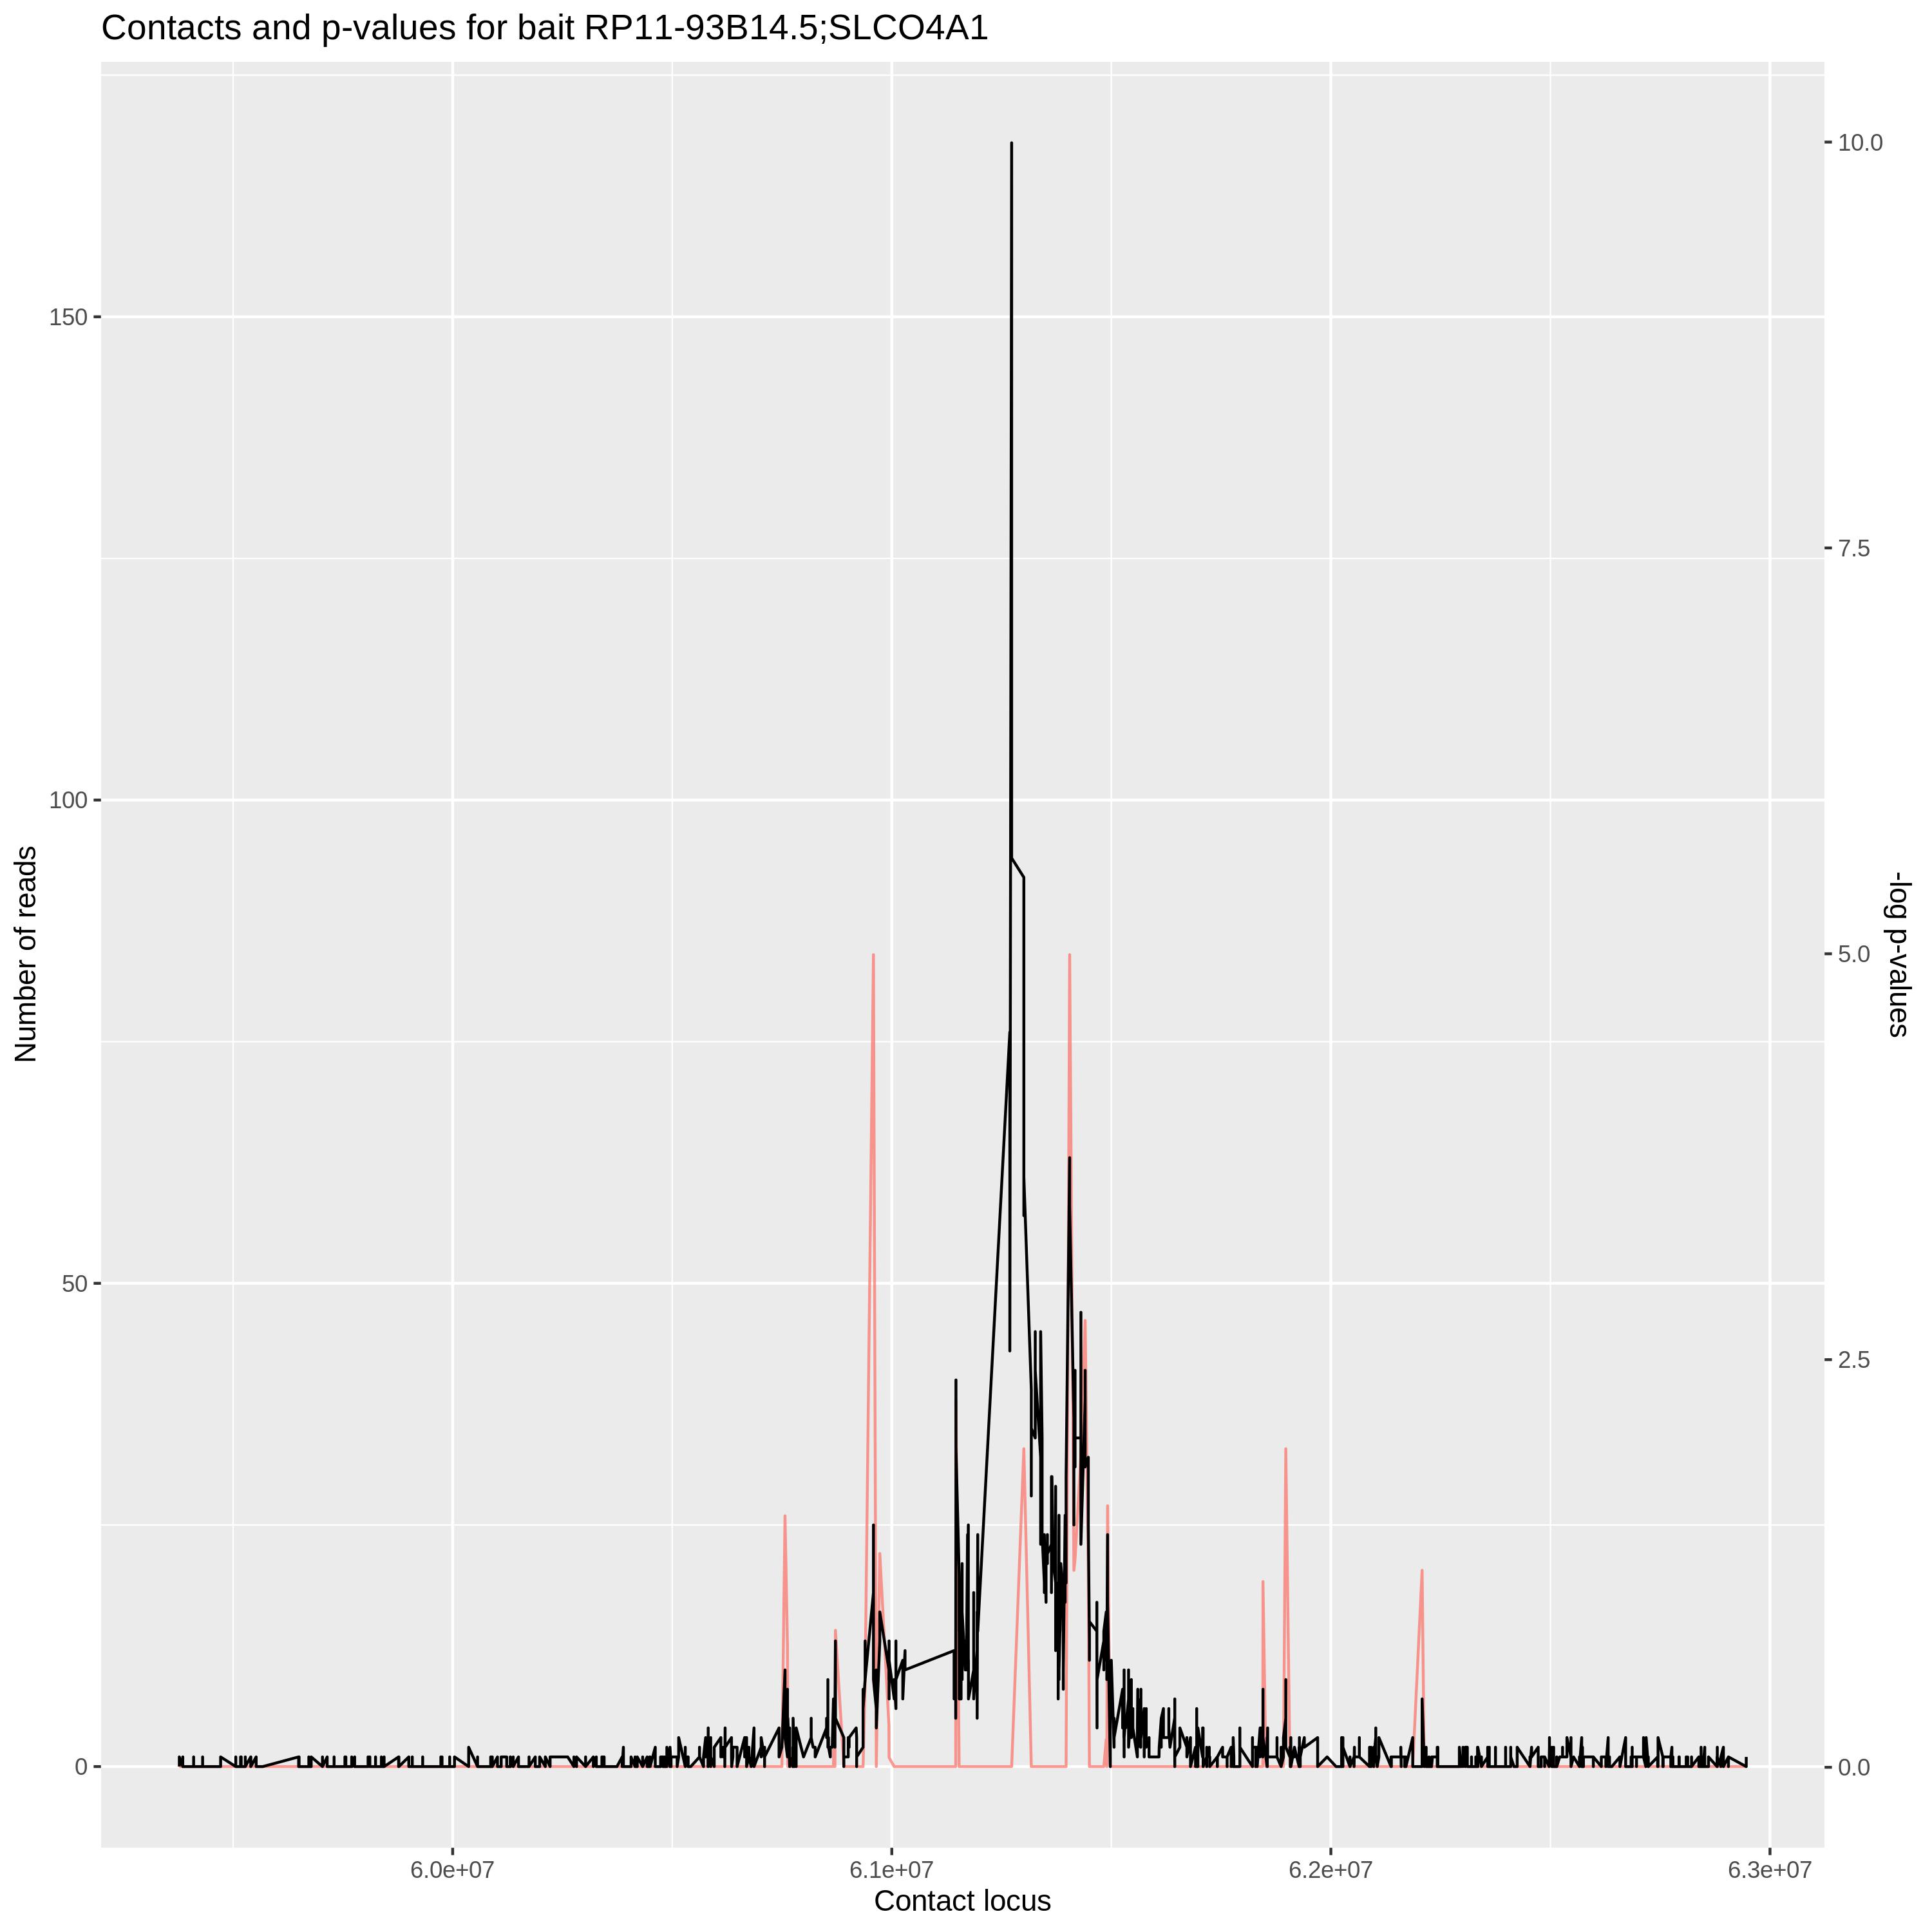 Contacts and p-values for bait RP11-93B14.5;SLCO4A1
150
100
50
0
Number of reads
10.0
7.5
5.0
2.5
0.0
-log p-values
6.0e+07
6.1e+07
6.2e+07
6.3e+07
Contact locus